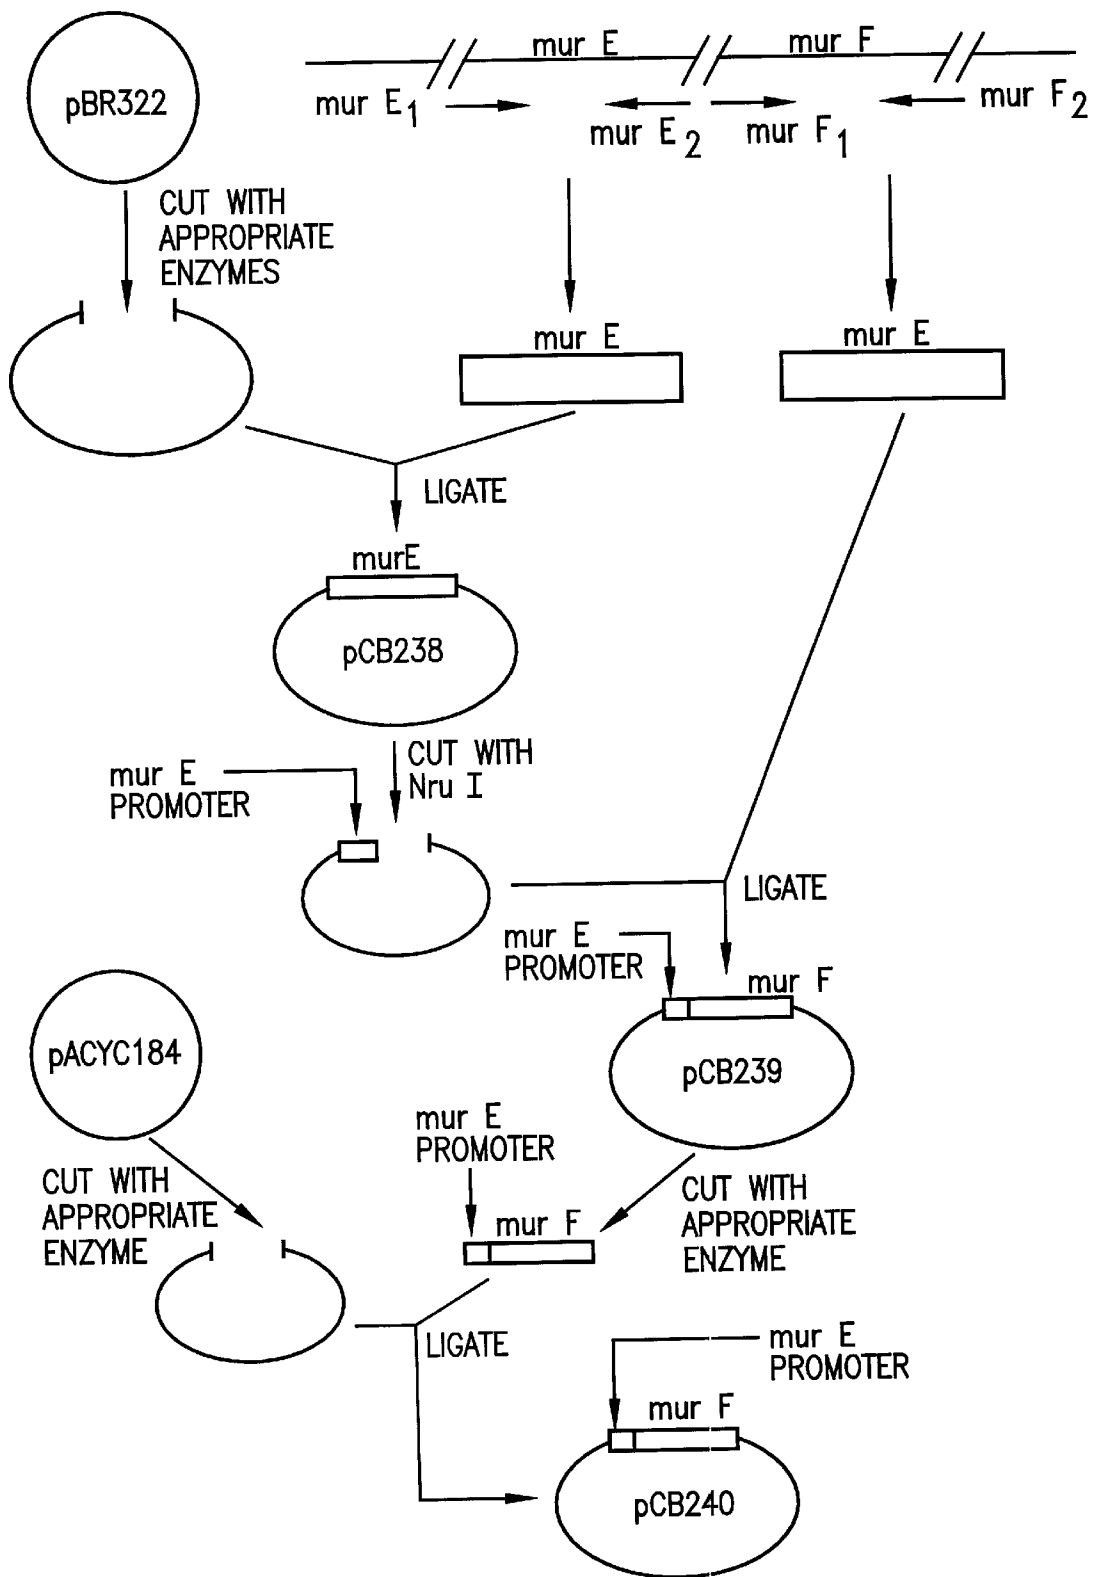 pBR322
mur E
mur F
mur E1
mur E2
mur F1
mur F2
CUT WITH
APPROPRIATE
ENZYMES
mur E
mur E
LIGATE
murE
pCB238
CUT WITH
Nru I
mur E
PROMOTER
LIGATE
mur E
PROMOTER
mur F
pCB239
pACYC184
mur E
PROMOTER
CUT WITH
APPROPRIATE
ENZYME
mur F
CUT WITH
APPROPRIATE
ENZYME
LIGATE
mur E
PROMOTER
mur F
pCB240